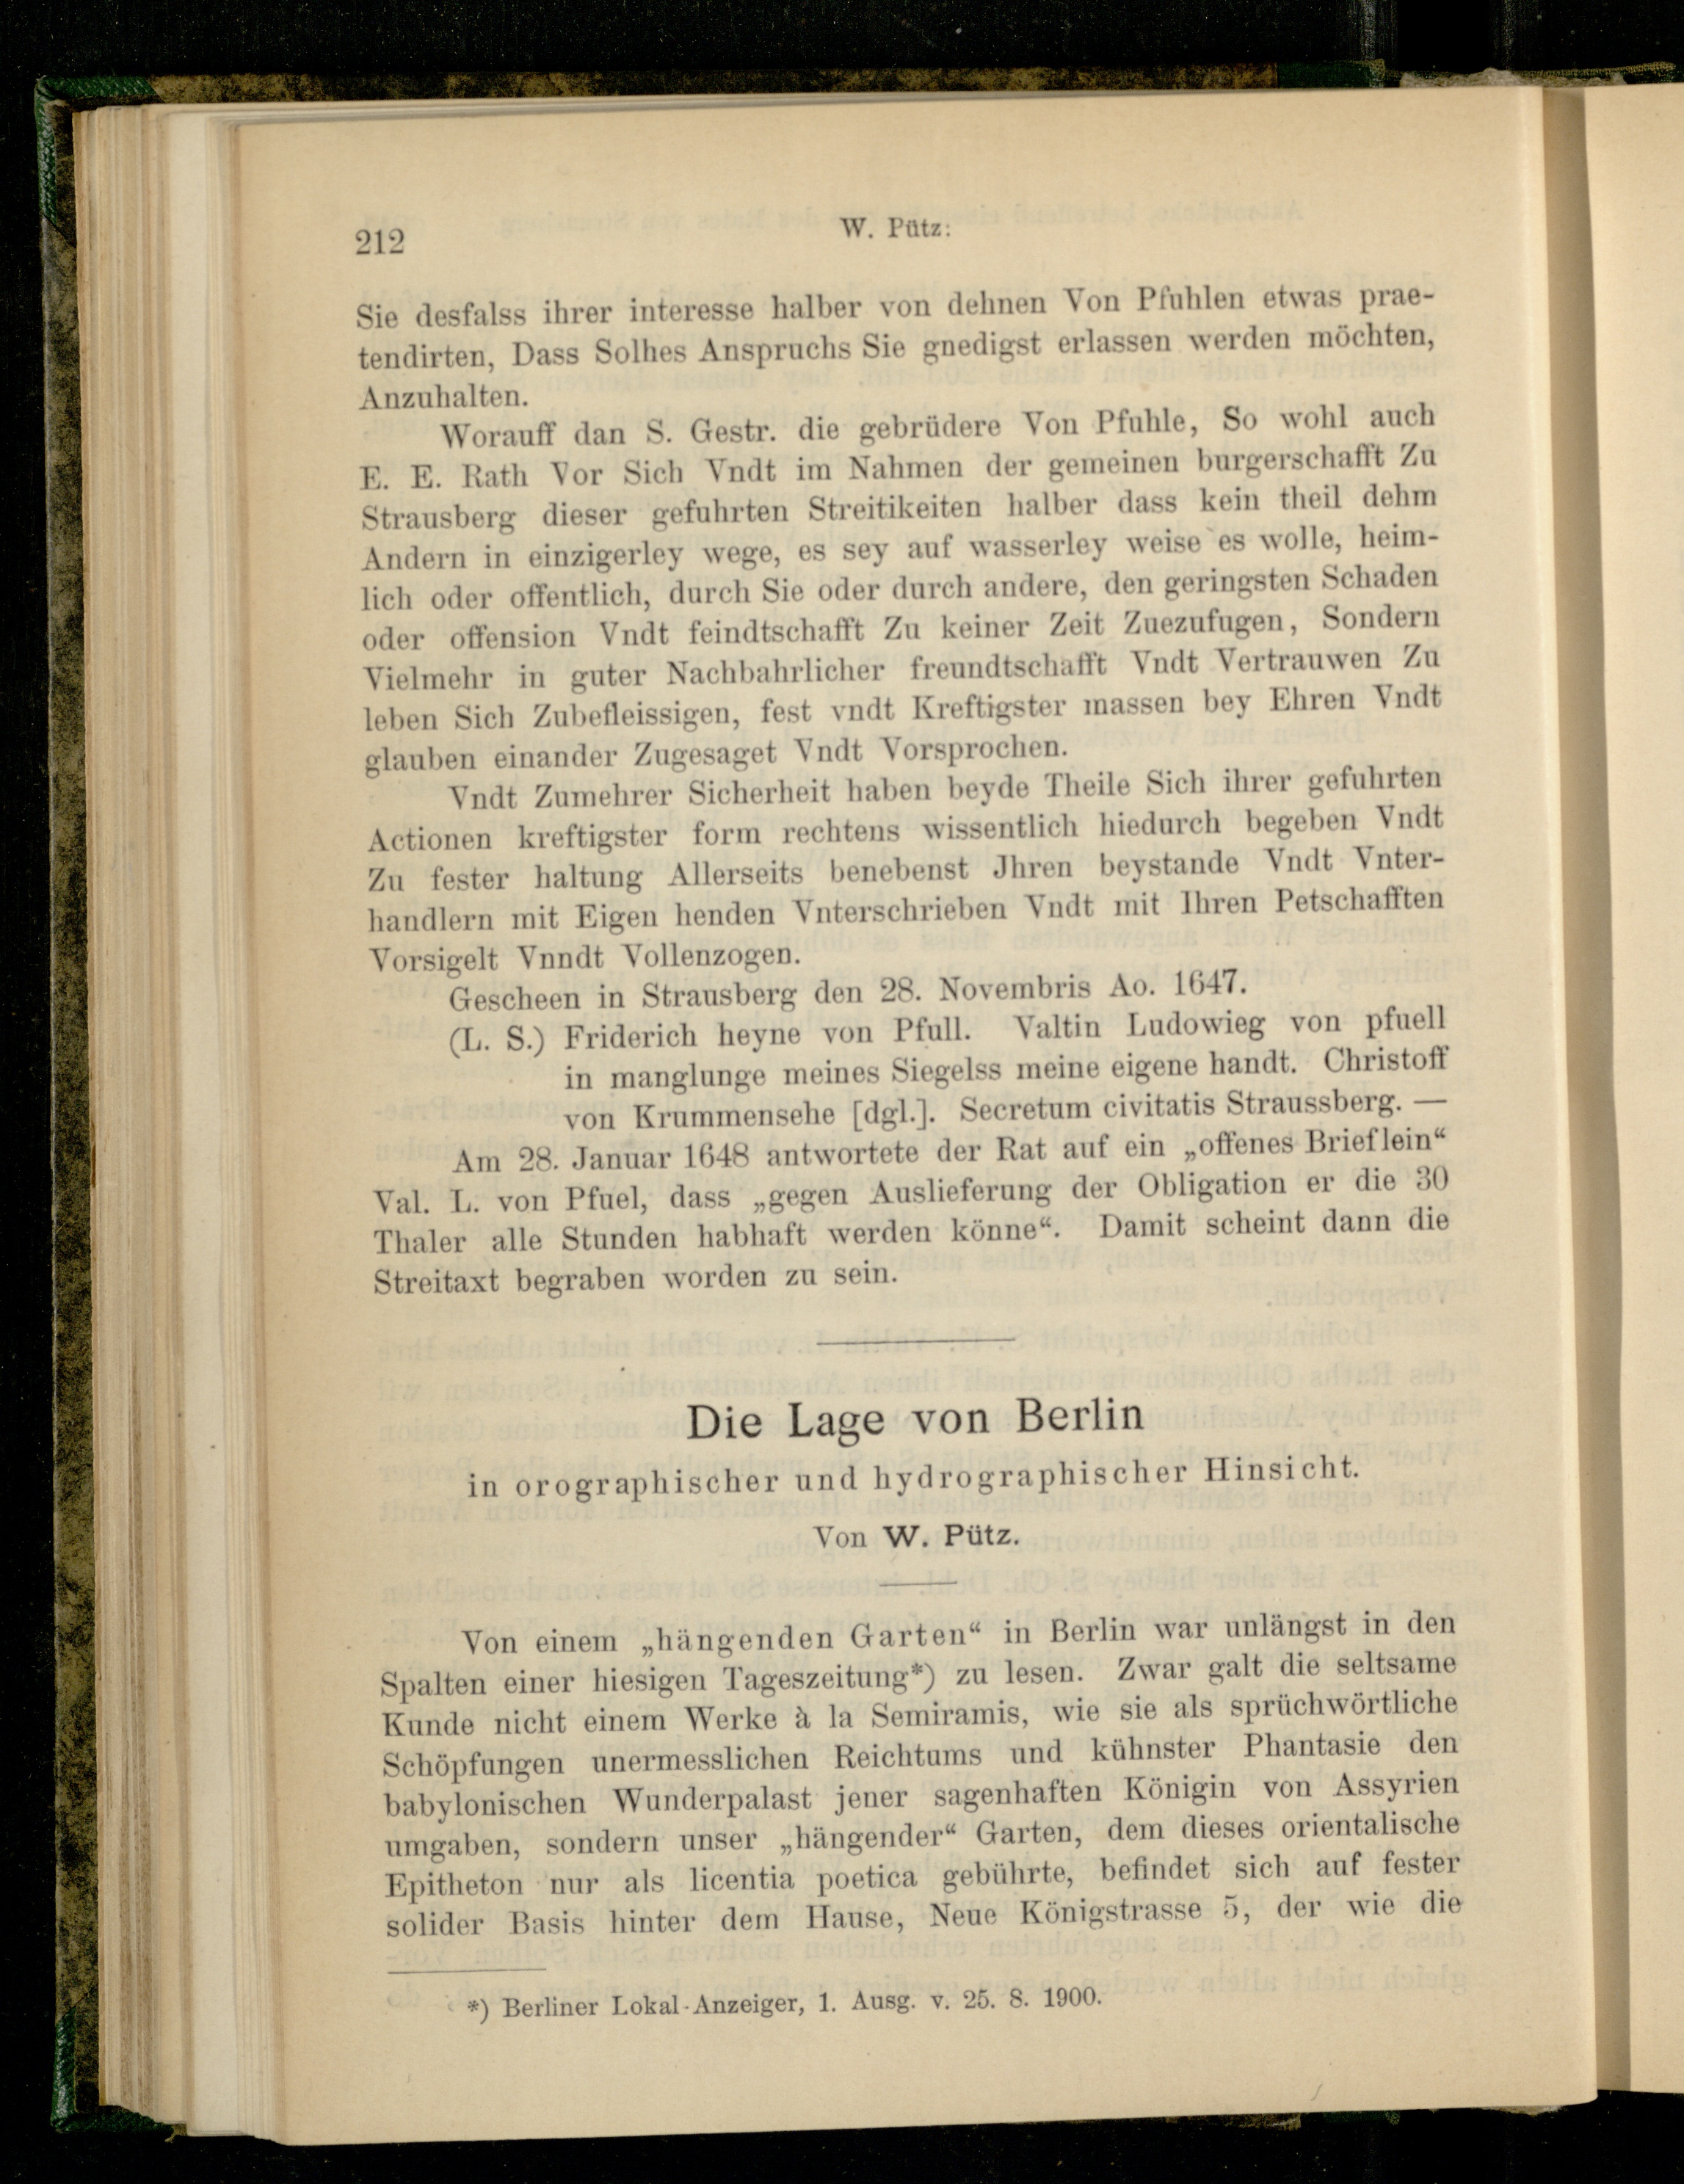 212
W. Pütz:
Sie desfalss ihrer interesse halber von dehnen Von Pfuhlen etwas prae-
tendirten, Dass Solhes Anspruchs Sie gnedigst erlassen werden möchten,
Anzuhalten.
Worauff dan S. Gestr. die gebrüdere Von Pfuhle, So wohl auch
E. E. Rath Vor Sich Vndt im Nahmen der gemeinen burgerschafft Zu
Strausberg dieser gefuhrten Streitikeiten halber dass kein theil dehm
Andern in einzigerley wege, es sey auf wasserley weise es wolle, heim-
lich oder offentlich, durch Sie oder durch andere, den geringsten Schaden
oder offension Vndt feindtschafft Zu keiner Zeit Zuezufugen, Sondern
Vielmehr in guter Nachbahrlicher freundtschafft Vndt Vertrauwen Zu
leben Sich Zubefleissigen, fest vndt Kreftigster massen bey Ehren Vndt
glauben einander Zugesaget Vndt Vorsprochen.
Vndt Zumehrer Sicherheit haben beyde Theile Sich ihrer gefuhrten
Actionen kreftigster form rechtens wissentlich hiedurch begeben Vndt
Zu fester haltung Allerseits benebenst Jhren beystande Vndt Vnter-
handlern mit Eigen henden Vnterschrieben Vndt mit Ihren Petschafften
Vorsigelt Vnndt Vollenzogen.
Gescheen in Strausberg den 28. Novembris Ao. 1647.
(L. S.) Friderich heyne von Pfull. Valtin Ludowieg von pfuell
in manglunge meines Siegelss meine eigene handt. Christoff
von Krummensehe [dgl.]. Secretum civitatis Straussberg. —
Am 28. Januar 1648 antwortete der Rat auf ein „offenes Brieflein“
Val. L. von Pfuel, dass „gegen Auslieferung der Obligation er die 30
Thaler alle Stunden habhaft werden könne“. Damit scheint dann die
Streitaxt begraben worden zu sein.
Die Lage von Berlin
in orographischer und hydrographischer Hinsicht.
Von W. Pütz.
Von einem „hängenden Garten“ in Berlin war unlängst in den
Spalten einer hiesigen Tageszeitung*) zu lesen. Zwar galt die seltsame
Kunde nicht einem Werke à la Semiramis, wie sie als sprüchwörtliche
Schöpfungen unermesslichen Reichtums und kühnster Phantasie den
babylonischen Wunderpalast jener sagenhaften Königin von Assyrien
umgaben, sondern unser „hängender“ Garten, dem dieses orientalische
Epitheton nur als licentia poetica gebührte, befindet sich auf fester
solider Basis hinter dem Hause, Neue Königstrasse 5, der wie die
*) Berliner Lokal-Anzeiger, 1. Ausg. v. 25. 8. 1900.